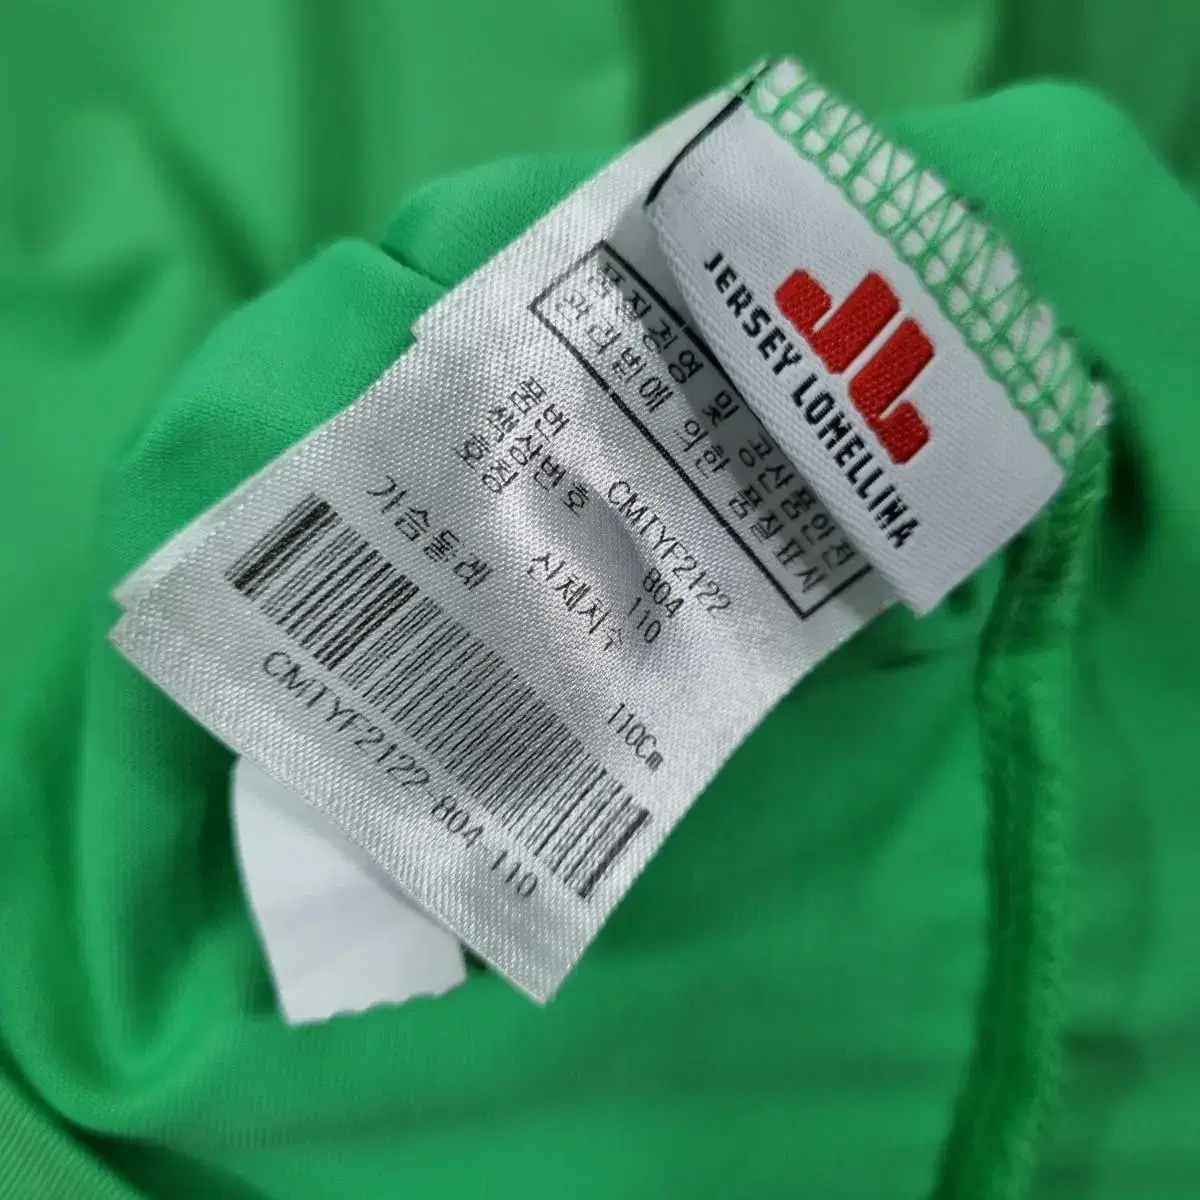 JERSEY LOMELLINA
품질경영 및 공산품안전
관리법에 의한 품질표시
품번 CMTYF2122
색상번호 804
호칭 110
신체치수
가슴둘레 110Cm
CMTYF2122-804-110